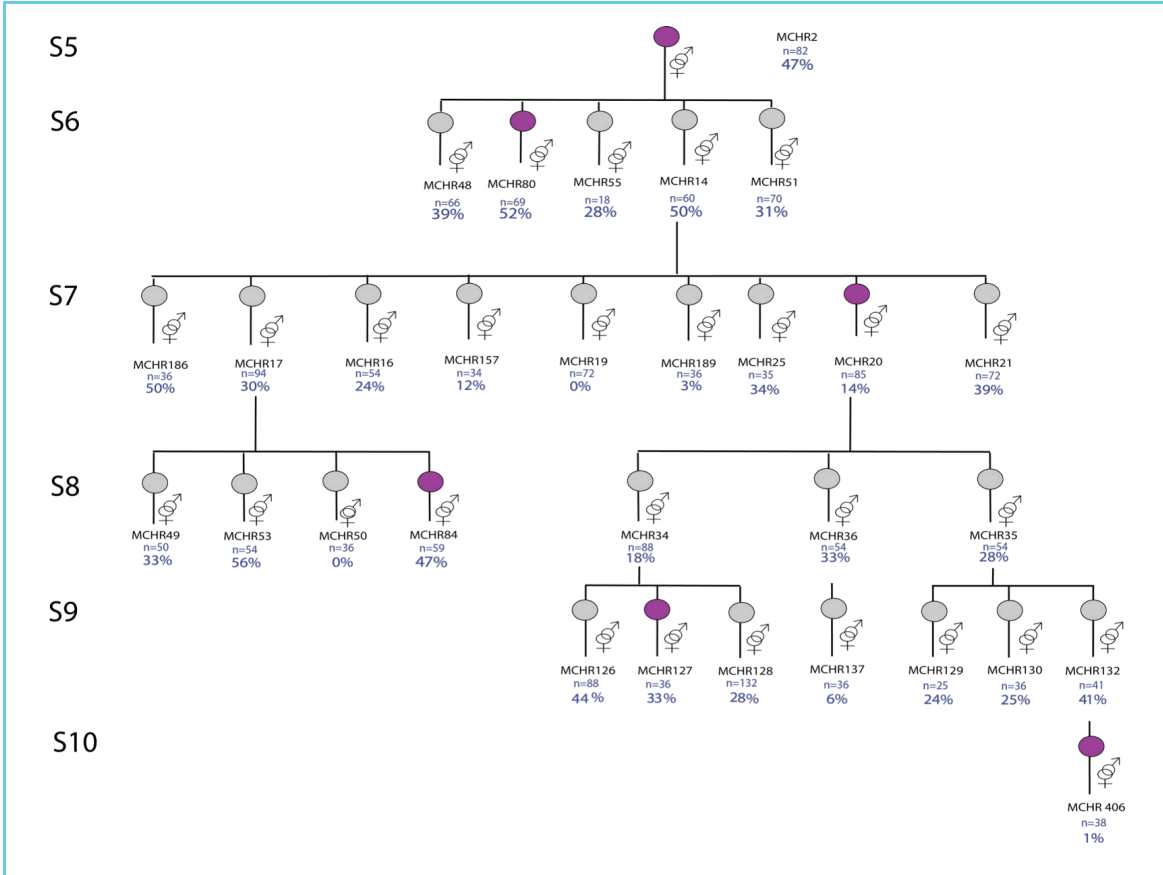 S5
MCHR2
n=82
47%
S6
MCHR48 MCHR80 MCHR55 MCHR14 MCHR51
n=66 n=69 n=18 n=60 n=70
39% 52% 28% 50% 31%
S7
MCHR186 MCHR17 MCHR16 MCHR157 MCHR19 MCHR189 MCHR25 MCHR20 MCHR21
n=36 n=94 n=54 n=34 n=72 n=36 n=35 n=85 n=72
50% 30% 24% 12% 0% 3% 34% 14% 39%
S8
MCHR49 MCHR53 MCHR50 MCHR84 MCHR34 MCHR36 MCHR35
n=50 n=54 n=36 n=59 n=88 n=54 n=54
33% 56% 0% 47% 18% 33% 28%
S9
MCHR126 MCHR127 MCHR128 MCHR137 MCHR129 MCHR130 MCHR132
n=88 n=36 n=132 n=36 n=25 n=36 n=41
44% 33% 28% 6% 24% 25% 41%
S10
MCHR 406
n=38
1%